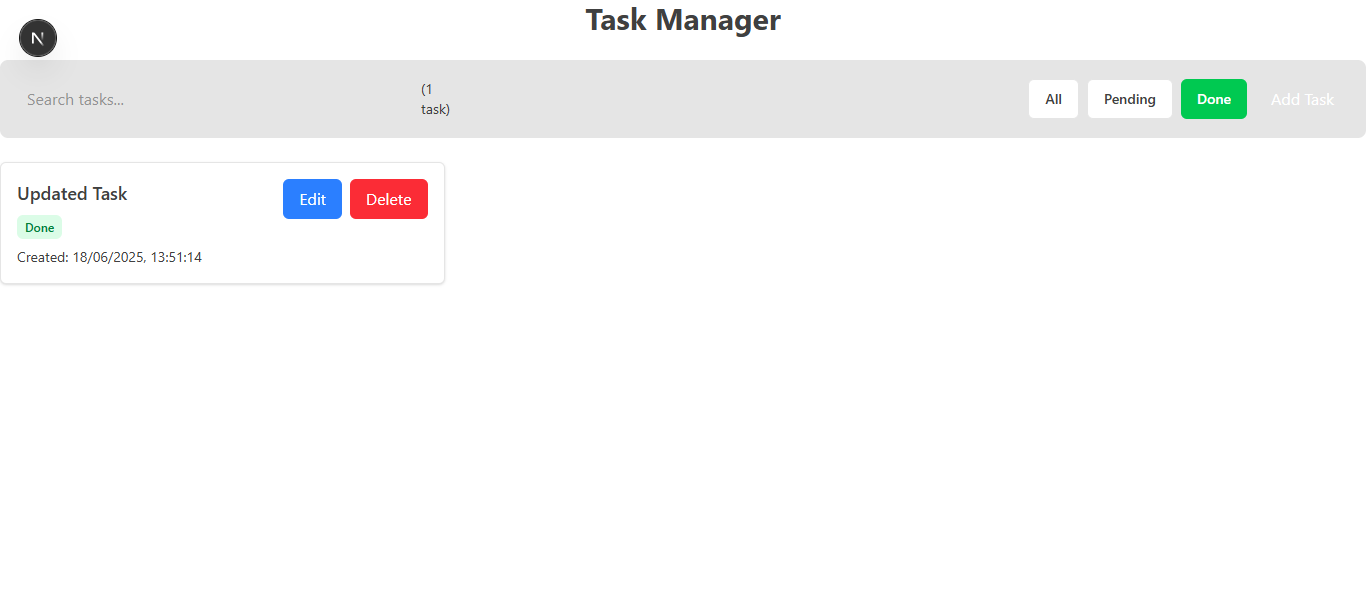 Task Manager
N
Search tasks...
(1
task)
All
Pending
Done
Add Task
Updated Task
Edit
Delete
Done
Created: 18/06/2025, 13:51:14